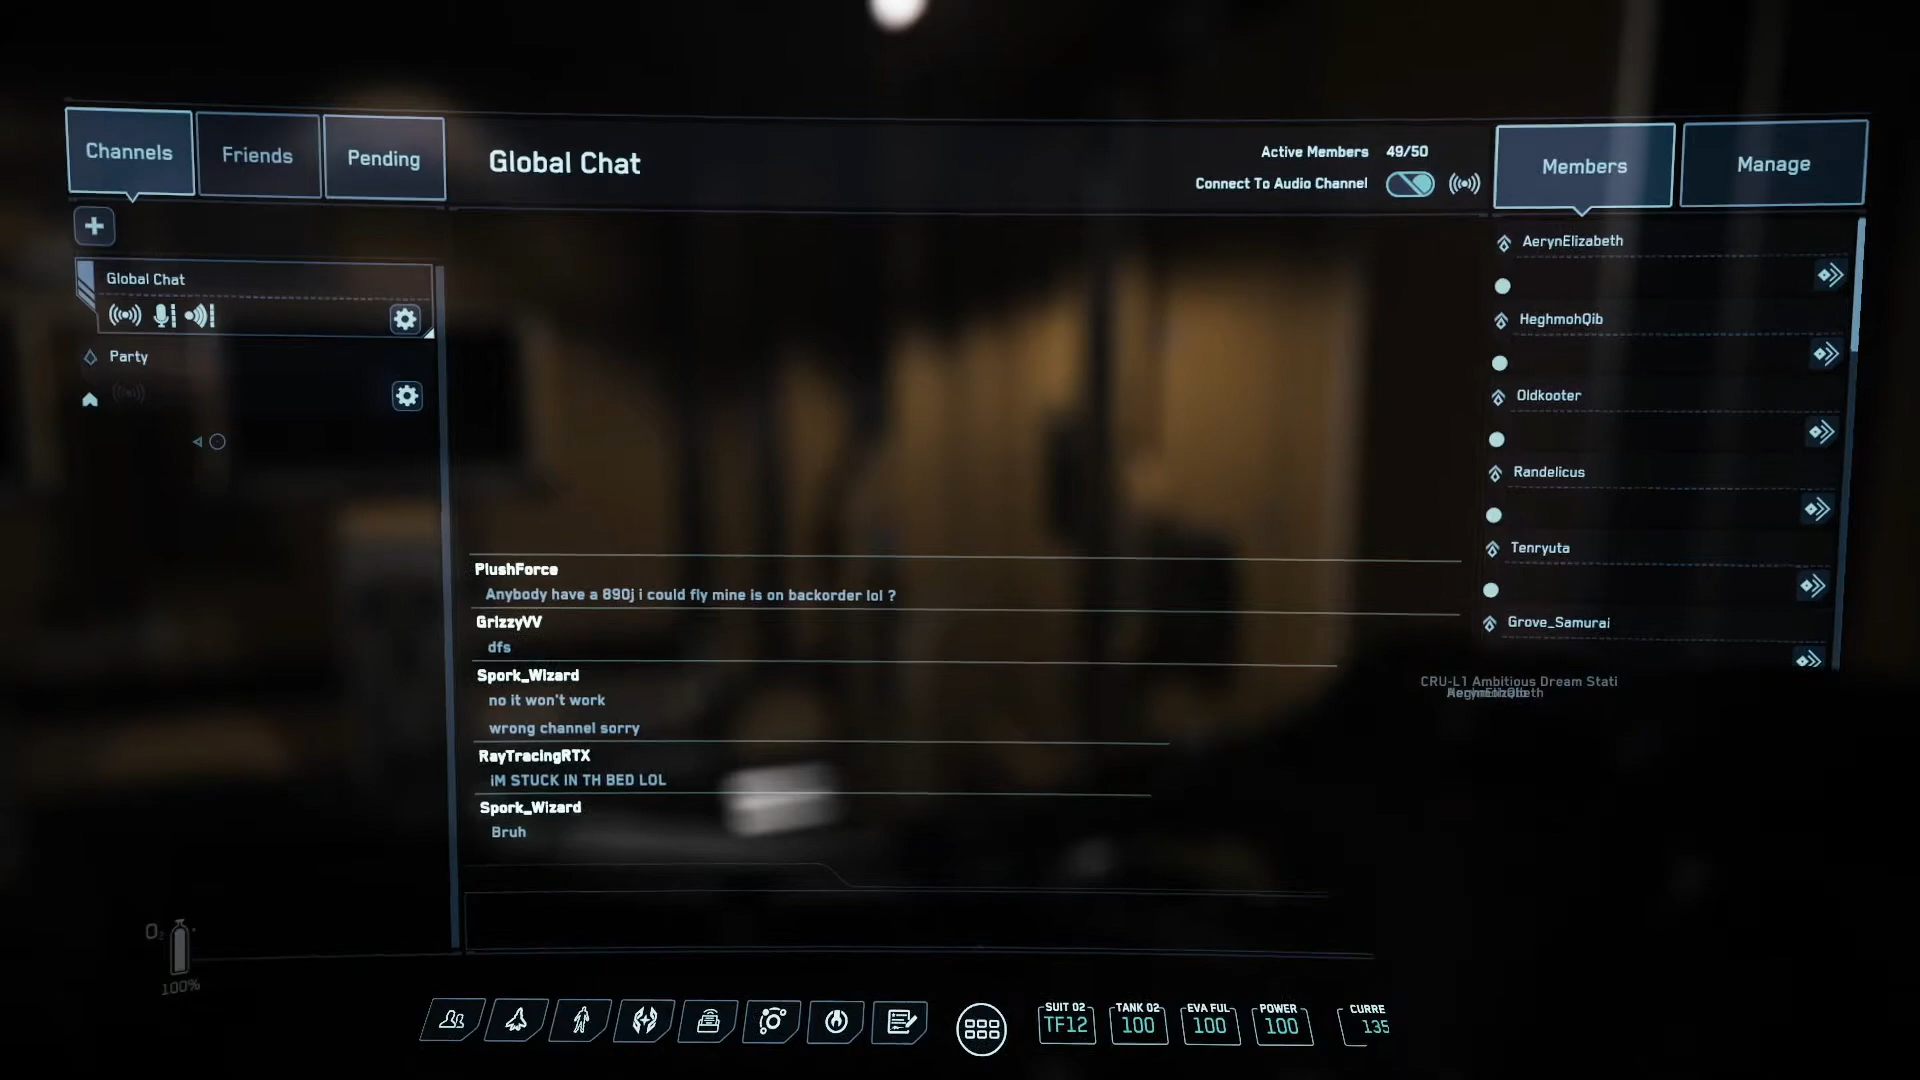 Channels
Friends
Pending
Global Chat
Active Members 49/50
Connect To Audio Channel
Members
Manage
Global Chat
Party
AerynElizabeth
HeghmohQib
Oldkooter
Randelicus
Tenryuta
Grove_Samurai
CRU-L1 Ambitious Dream Stati
PlushForce
Anybody have a 890j i could fly mine is on backorder lol ?
GrizzyVV
dfs
Spork_Wizard
no it won't work
wrong channel sorry
RayTracingRTX
iM STUCK IN TH BED LOL
Spork_Wizard
Bruh
O₂
100%
SUIT 02
TF12
TANK 02
100
EVA FUL
100
POWER
100
CURRE
135